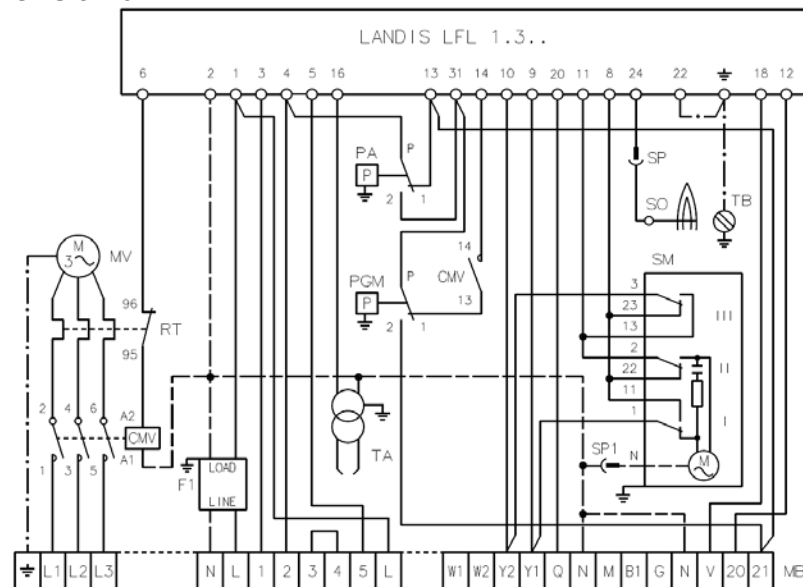 LANDIS LFL 1.3..
6 2 1 3 4 5 16 13 31 14 10 9 20 11 8 24 22 18 12
PA P P 2 1
SP
SO
TB
MV M 3
SM
14
PGM P P CMV
13
2 1
96
RT
95
3
23
13
III
2
22
II
11
1
I
2 4 6 A2
CMV
1 3 5 A1
LOAD
F1
LINE
TA
SP1 N M
L1 L2 L3 N L 1 2 3 4 5 L W1 W2 Y2 Y1 Q N M B1 G N V 20 21 MB